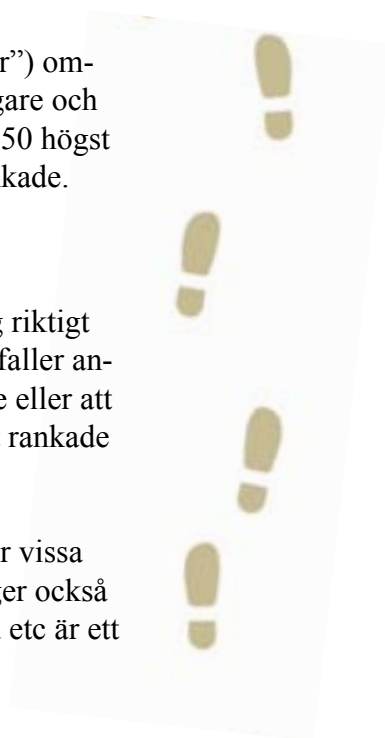 r”) om-
gare och
50 högst
kade.
g riktigt
faller an-
e eller att
rankade
r vissa
ger också
etc är ett